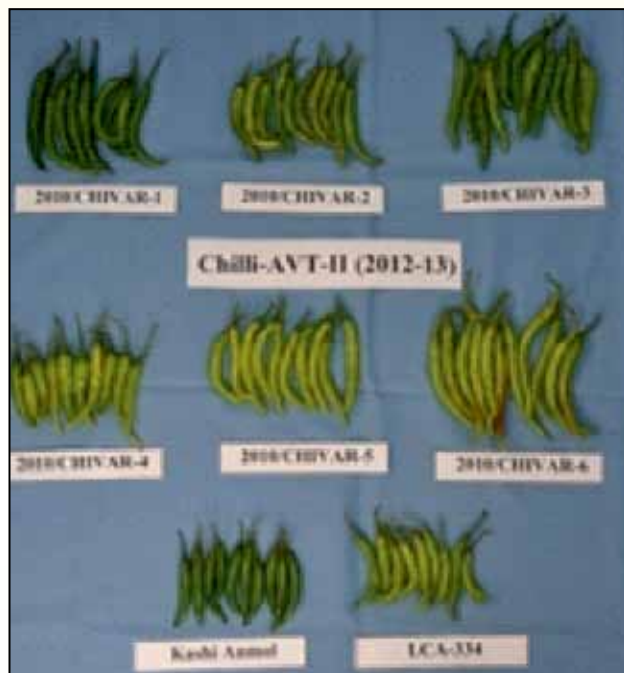 2010/CHIVAR-1
2010/CHIVAR-2
2010/CHIVAR-3
Chilli-AVT-II (2012-13)
2010/CHIVAR-4
2010/CHIVAR-5
2010/CHIVAR-6
Kashi Anmol
LCA-334